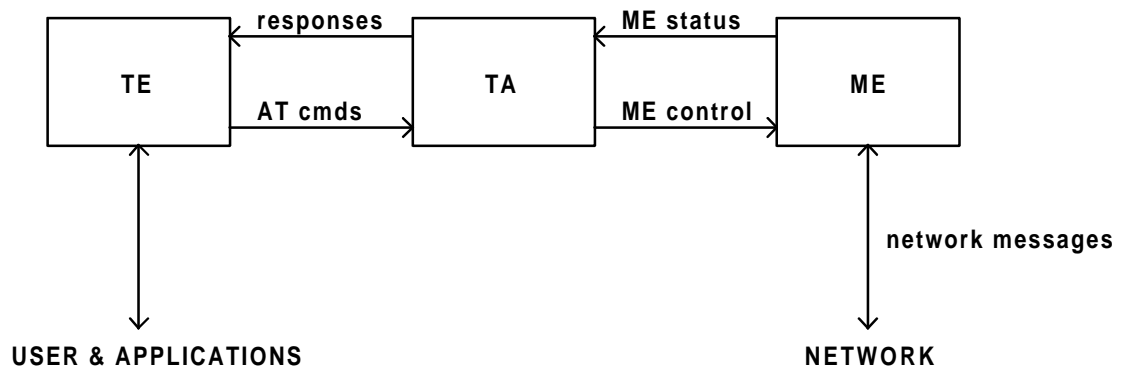 responses
ME status
TE
TA
ME
AT cmds
ME control
network messages
USER & APPLICATIONS
NETWORK